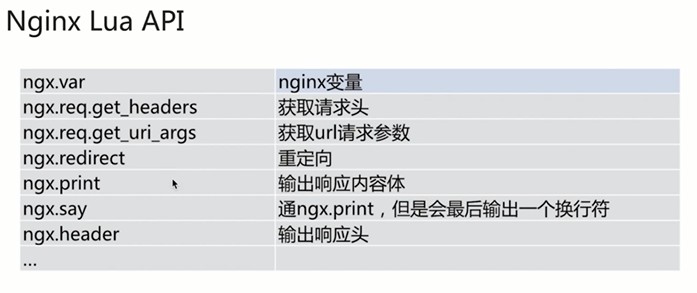 Nginx Lua API
ngx.var nginx变量
ngx.req.get_headers 获取请求头
ngx.req.get_uri_args 获取url请求参数
ngx.redirect 重定向
ngx.print 输出响应内容体
ngx.say 通ngx.print，但是会最后输出一个换行符
ngx.header 输出响应头
...